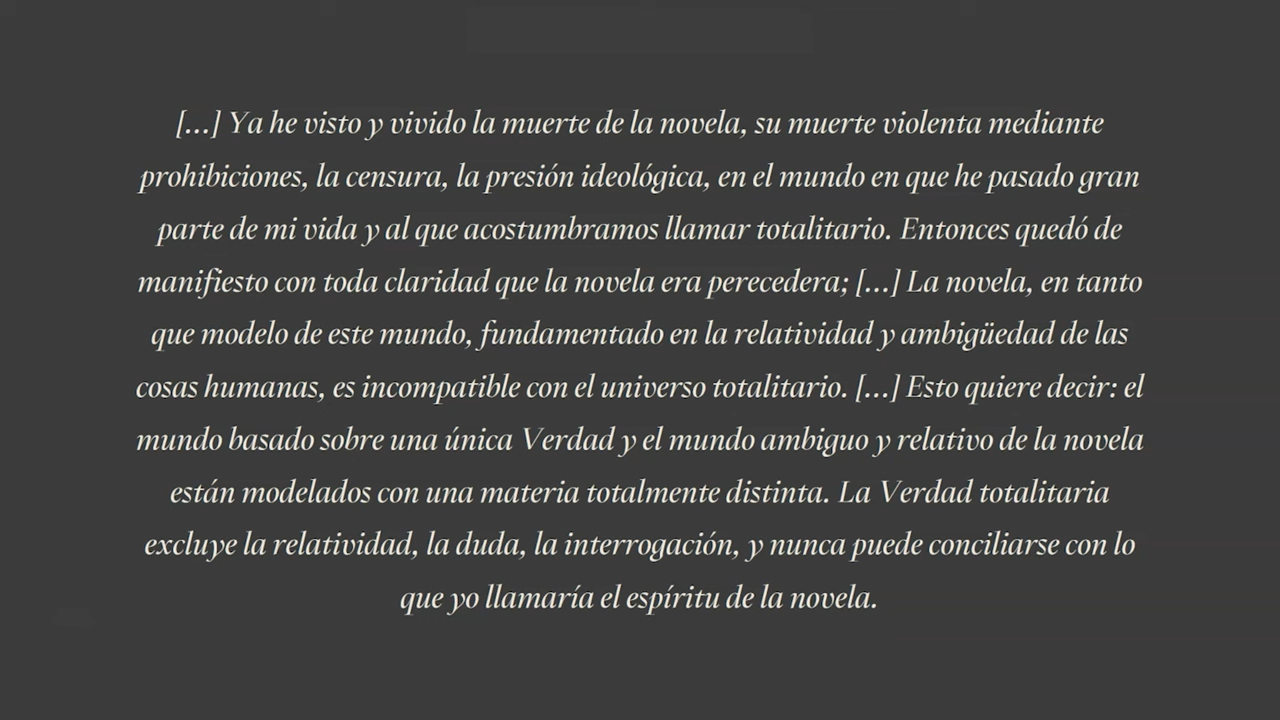 [...] Ya he visto y vivido la muerte de la novela, su muerte violenta mediante
prohibiciones, la censura, la presión ideológica, en el mundo en que he pasado gran
parte de mi vida y al que acostumbramos llamar totalitario. Entonces quedó de
manifiesto con toda claridad que la novela era perecedera; [...] La novela, en tanto
que modelo de este mundo, fundamentado en la relatividad y ambigüedad de las
cosas humanas, es incompatible con el universo totalitario. [...] Esto quiere decir: el
mundo basado sobre una única Verdad y el mundo ambiguo y relativo de la novela
están modelados con una materia totalmente distinta. La Verdad totalitaria
excluye la relatividad, la duda, la interrogación, y nunca puede conciliarse con lo
que yo llamaría el espíritu de la novela.